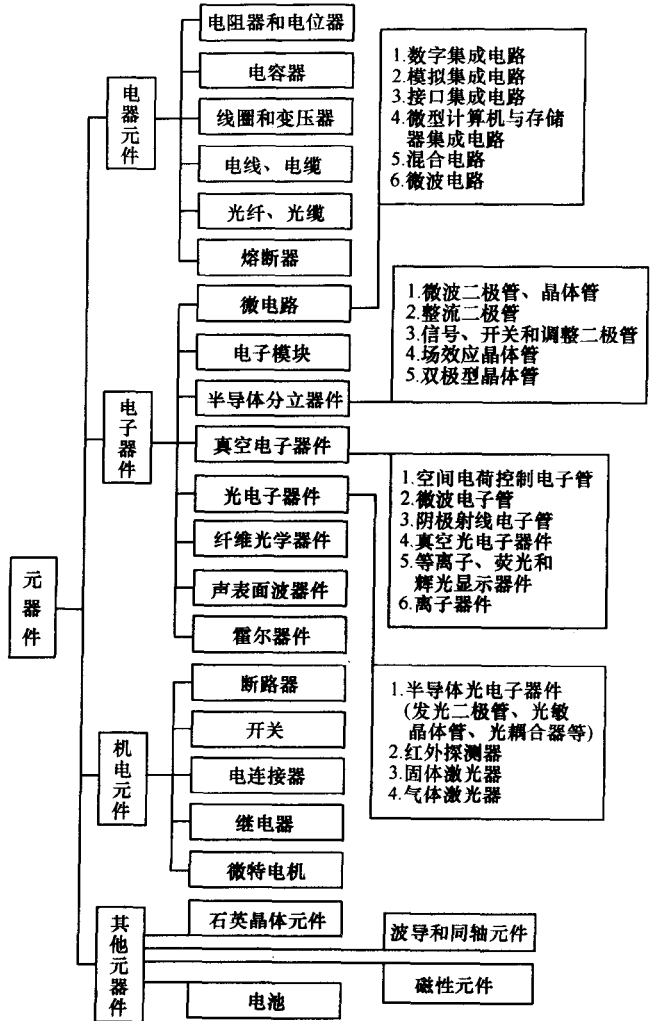 元器件
电器元件
电阻器和电位器
电容器
线圈和变压器
电线、电缆
光纤、光缆
熔断器
电子器件
微电路
1.数字集成电路
2.模拟集成电路
3.接口集成电路
4.微型计算机与存储
器集成电路
5.混合电路
6.微波电路
电子模块
半导体分立器件
1.微波二极管、晶体管
2.整流二极管
3.信号、开关和调整二极管
4.场效应晶体管
5.双极型晶体管
真空电子器件
1.空间电荷控制电子管
2.微波电子管
3.阴极射线电子管
4.真空光电子器件
5.等离子、荧光和
辉光显示器件
6.离子器件
光电子器件
1.半导体光电子器件
(发光二极管、光敏
晶体管、光耦合器等)
2.红外探测器
3.固体激光器
4.气体激光器
纤维光学器件
声表面波器件
霍尔器件
机电元件
断路器
开关
电连接器
继电器
微特电机
其他元器件
石英晶体元件
波导和同轴元件
磁性元件
电池